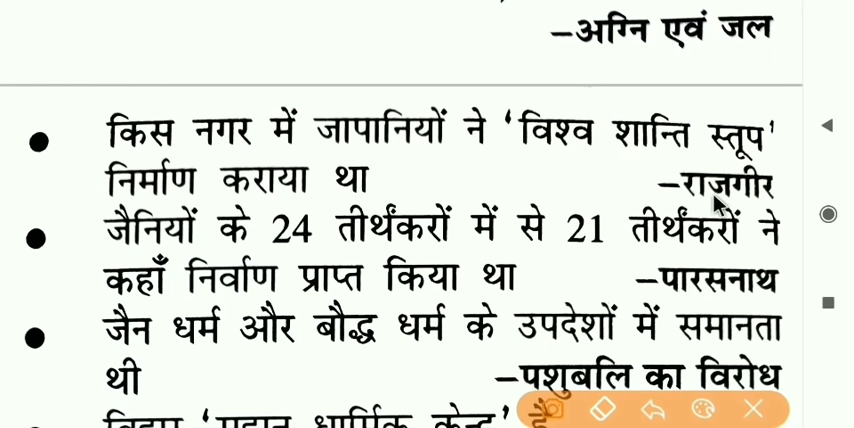 –अग्नि एवं जल
किस नगर में जापानियों ने ‘विश्व शान्ति स्तूप’
निर्माण कराया था –राजगीर
जैनियों के 24 तीर्थंकरों में से 21 तीर्थंकरों ने
कहाँ निर्वाण प्राप्त किया था –पारसनाथ
जैन धर्म और बौद्ध धर्म के उपदेशों में समानता
थी –पशुबलि का विरोध